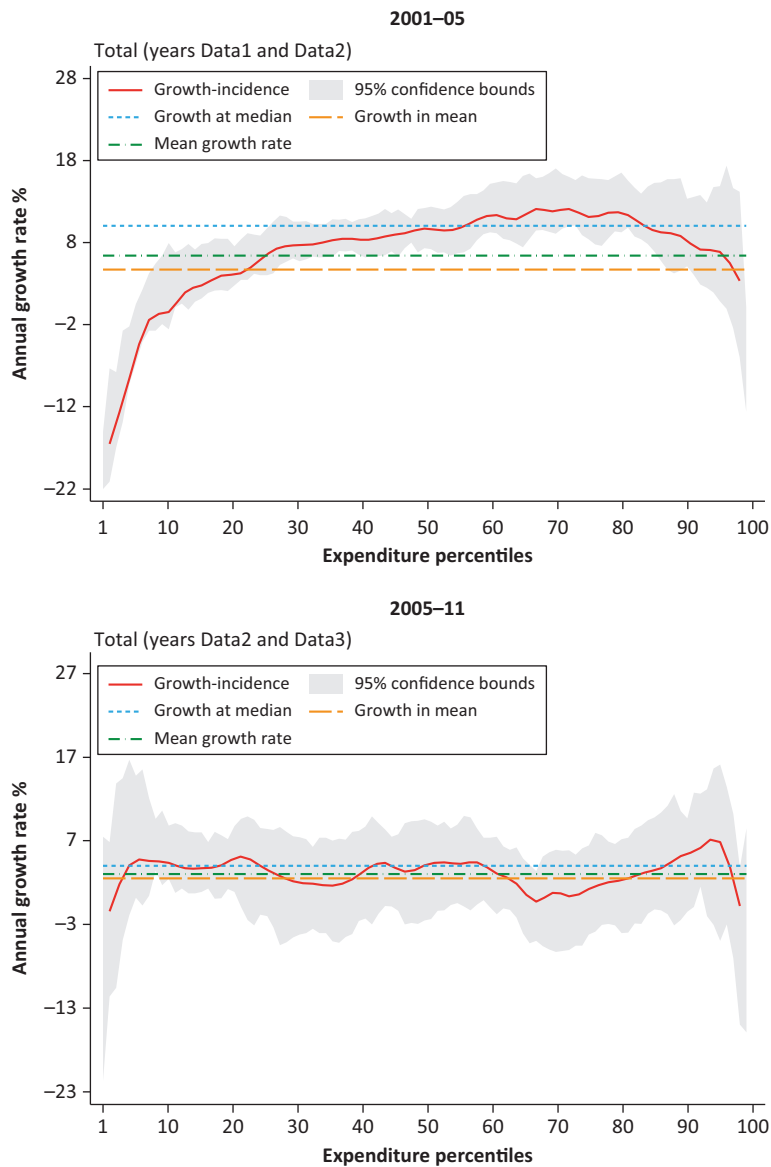 2001–05
Total (years Data1 and Data2)
28
18
8
–2
–12
–22
Annual growth rate %
Growth-incidence
95% confidence bounds
Growth at median
Growth in mean
Mean growth rate
1 10 20 30 40 50 60 70 80 90 100
Expenditure percentiles
2005–11
Total (years Data2 and Data3)
27
17
7
–3
–13
–23
Annual growth rate %
Growth-incidence
95% confidence bounds
Growth at median
Growth in mean
Mean growth rate
1 10 20 30 40 50 60 70 80 90 100
Expenditure percentiles